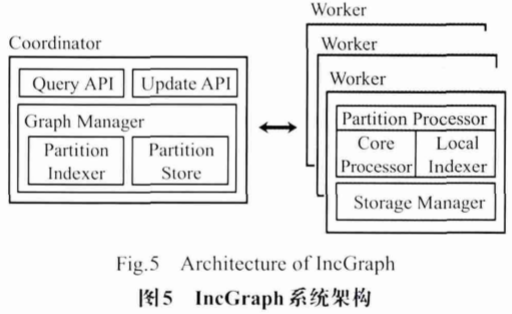 Coordinator
Query API
Update API
Graph Manager
Partition
Indexer
Partition
Store
Worker
Worker
Worker
Partition Processor
Core
Processor
Local
Indexer
Storage Manager
Fig.5 Architecture of IncGraph
图5 IncGraph系统架构